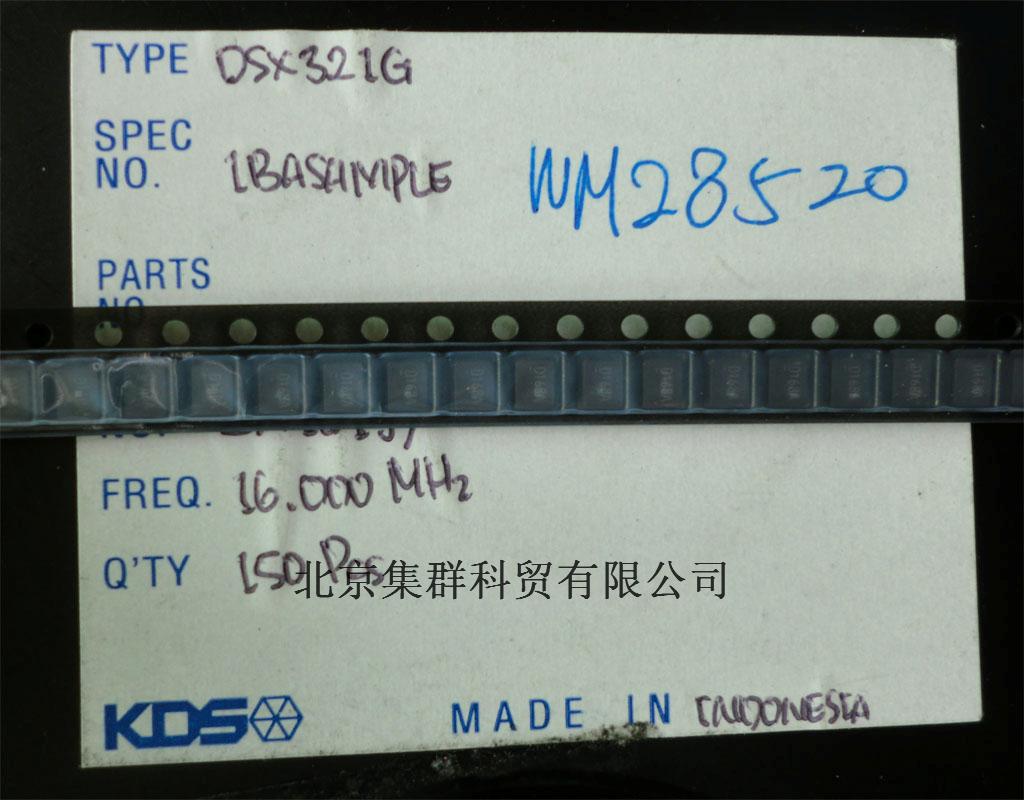 TYPE DSX321G
SPEC
NO. 1BASAMPLE WM28520
PARTS
NO.
FREQ. 16.000 MHz
Q'TY 150 Pcs
北京集群科贸有限公司
KDS MADE IN INDONESIA